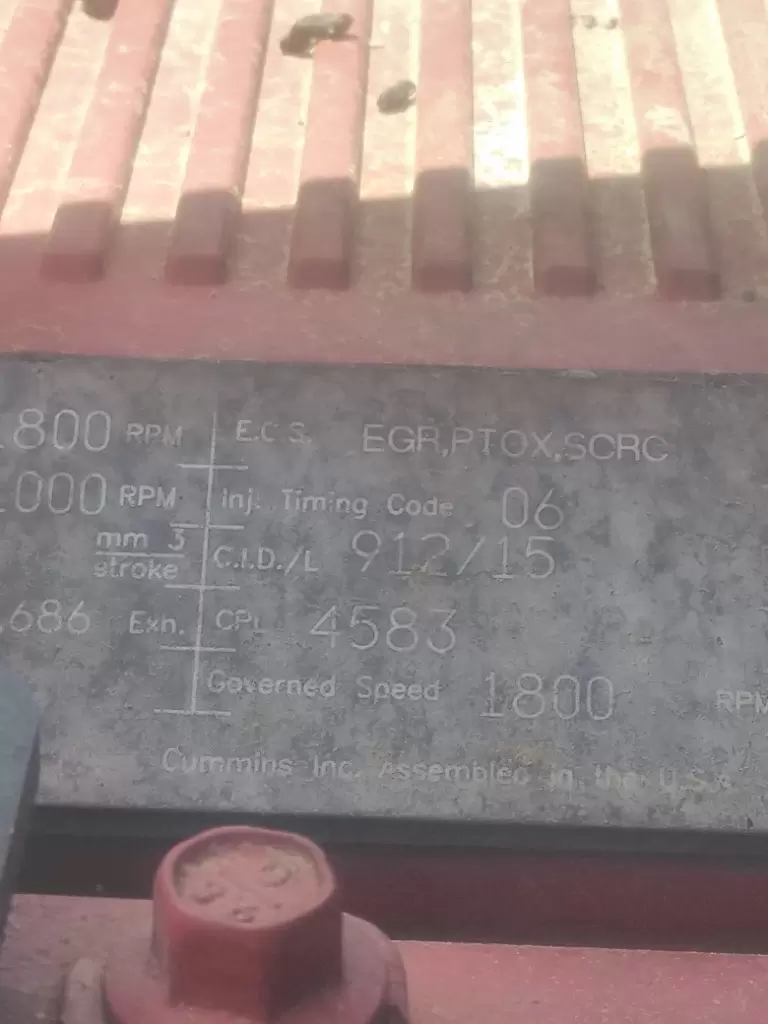 800 RPM E.C.S. EGR,PTOX,SCRC
000 RPM Inj. Timing Code 06
mm 3
stroke C.I.D./L 912/15
.686 Exh. CPL 4583
Governed Speed 1800 RPM
Cummins Inc. Assembled in the U.S.A